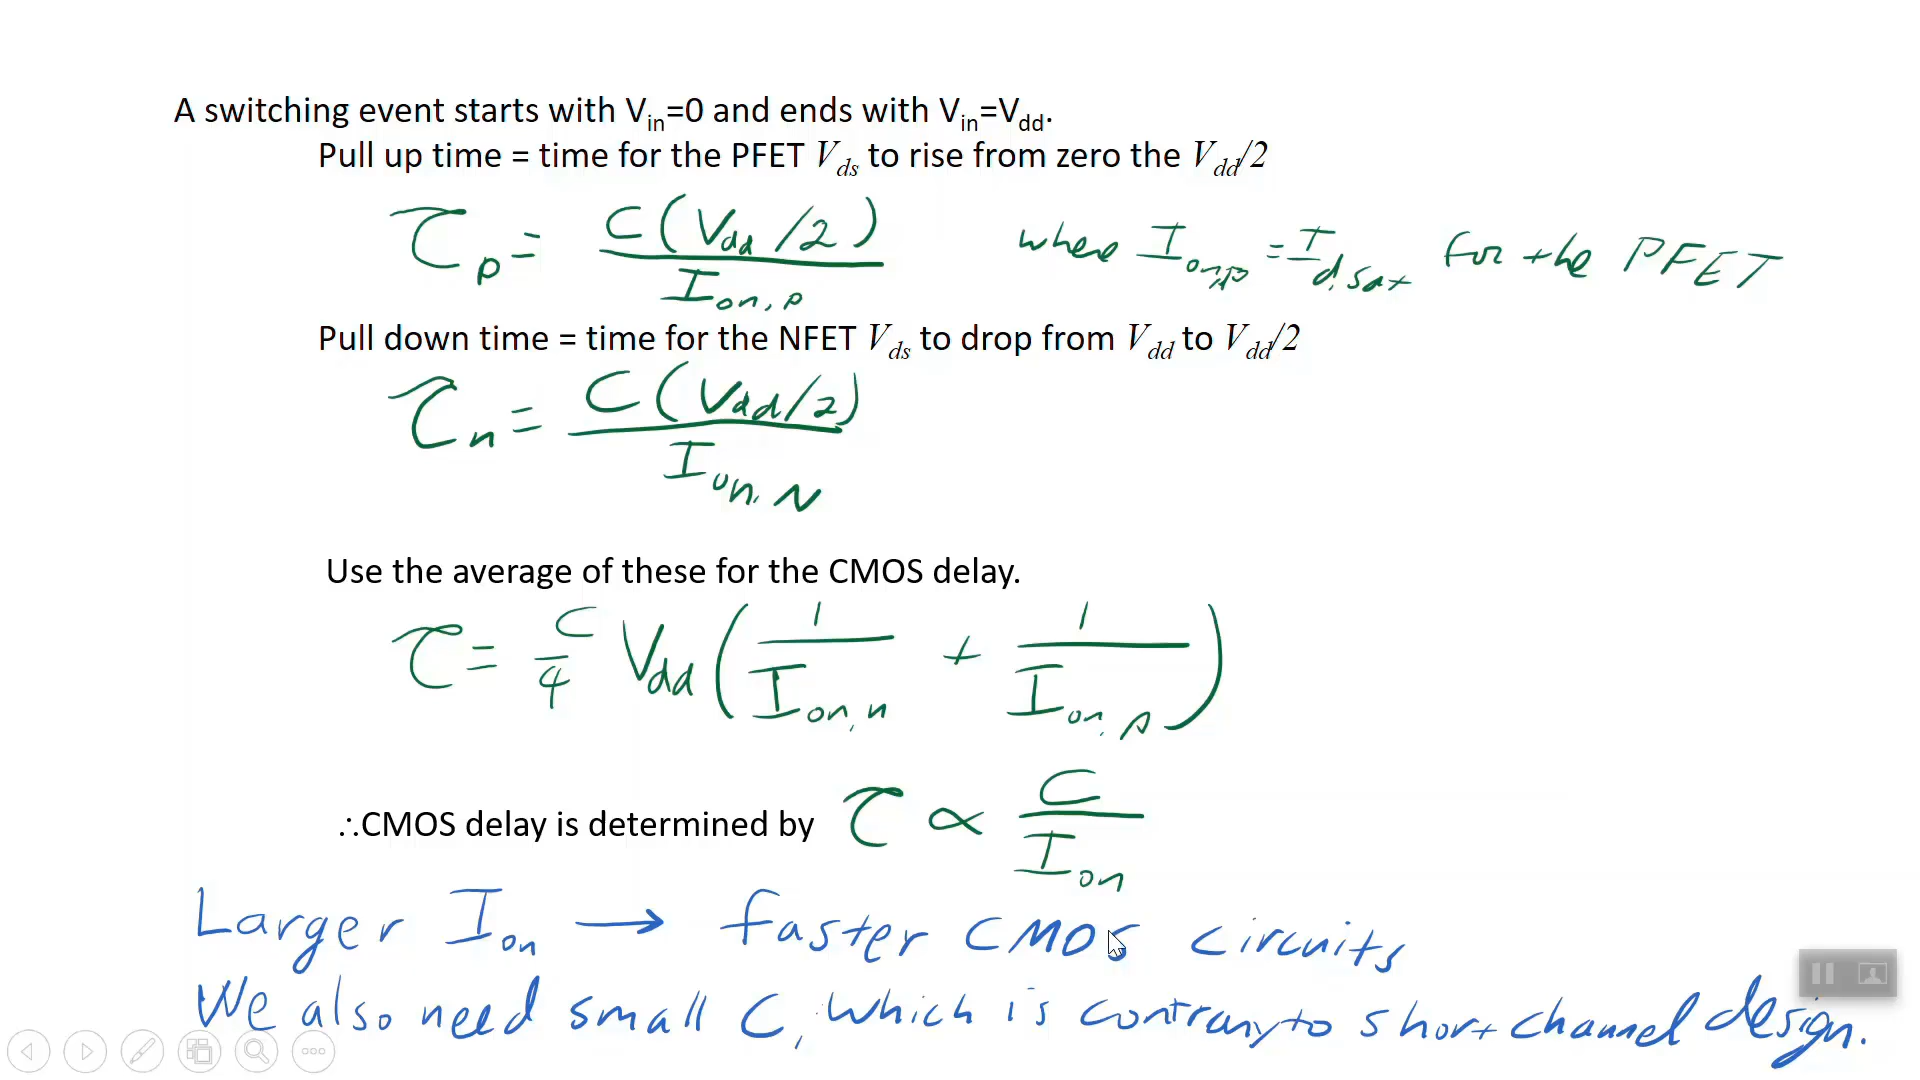 A switching event starts with Vin=0 and ends with Vin=Vdd.
Pull up time = time for the PFET Vds to rise from zero the Vdd/2
τp = C(Vdd/2) / Ion,p where Ion,p = Id,sat for the PFET
Pull down time = time for the NFET Vds to drop from Vdd to Vdd/2
τn = C(Vdd/2) / Ion,N
Use the average of these for the CMOS delay.
τ = C/4 Vdd (1/Ion,n + 1/Ion,p)
∴CMOS delay is determined by τ ∝ C/Ion
Larger Ion → faster CMOS circuits
We also need small C, which is contrary to short channel design.